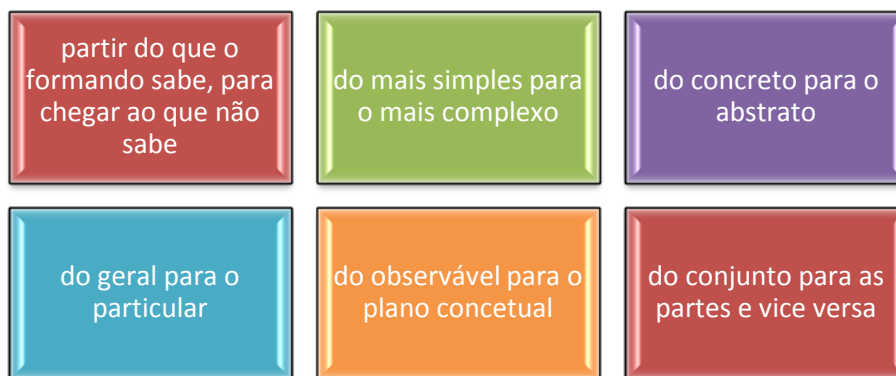 partir do que o
formando sabe, para
chegar ao que não
sabe
do mais simples para
o mais complexo
do concreto para o
abstrato
do geral para o
particular
do observável para o
plano concetual
do conjunto para as
partes e vice versa